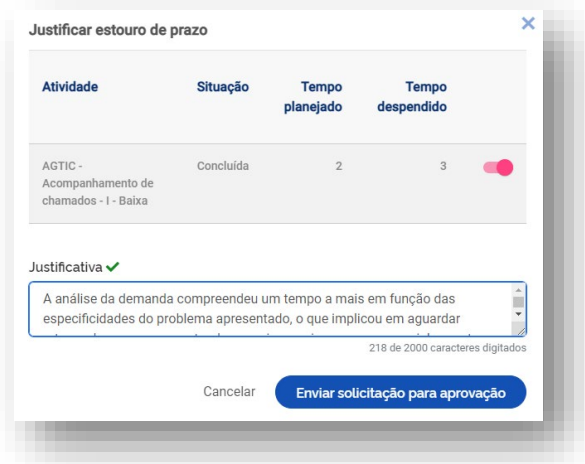 Justificar estouro de prazo
Atividade Situação Tempo planejado Tempo despendido
AGTIC - Concluída 2 3
Acompanhamento de
chamados - I - Baixa
Justificativa
A análise da demanda compreendeu um tempo a mais em função das
especificidades do problema apresentado, o que implicou em aguardar
218 de 2000 caracteres digitados
Cancelar Enviar solicitação para aprovação